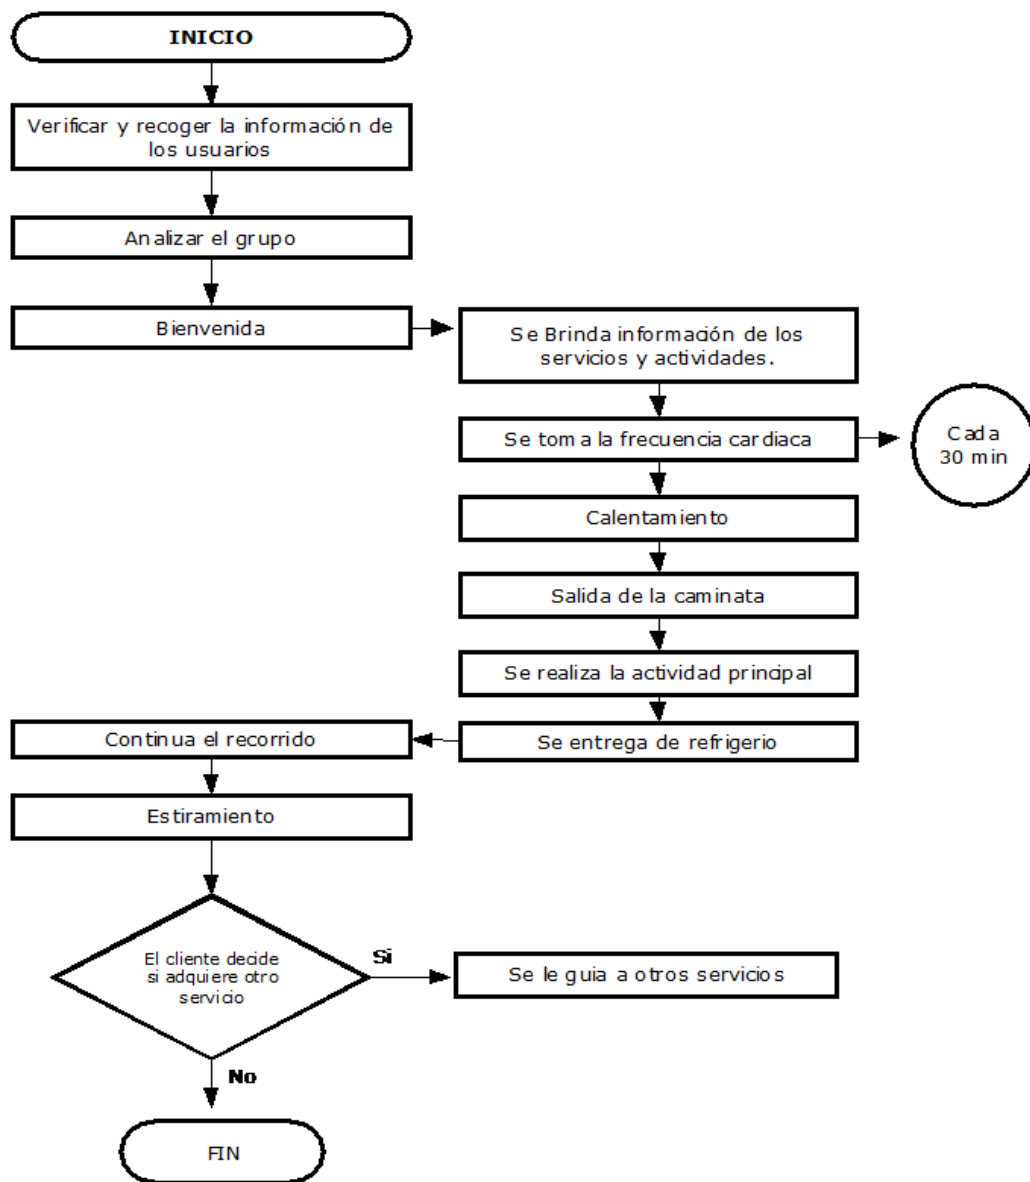 INICIO
Verificar y recoger la información de
los usuarios
Analizar el grupo
Bienvenida
Se Brinda información de los
servicios y actividades.
Se toma la frecuencia cardiaca
Cada
30 min
Calentamiento
Salida de la caminata
Se realiza la actividad principal
Se entrega de refrigerio
Continua el recorrido
Estiramiento
El cliente decide
si adquiere otro
servicio
Si
Se le guia a otros servicios
No
FIN